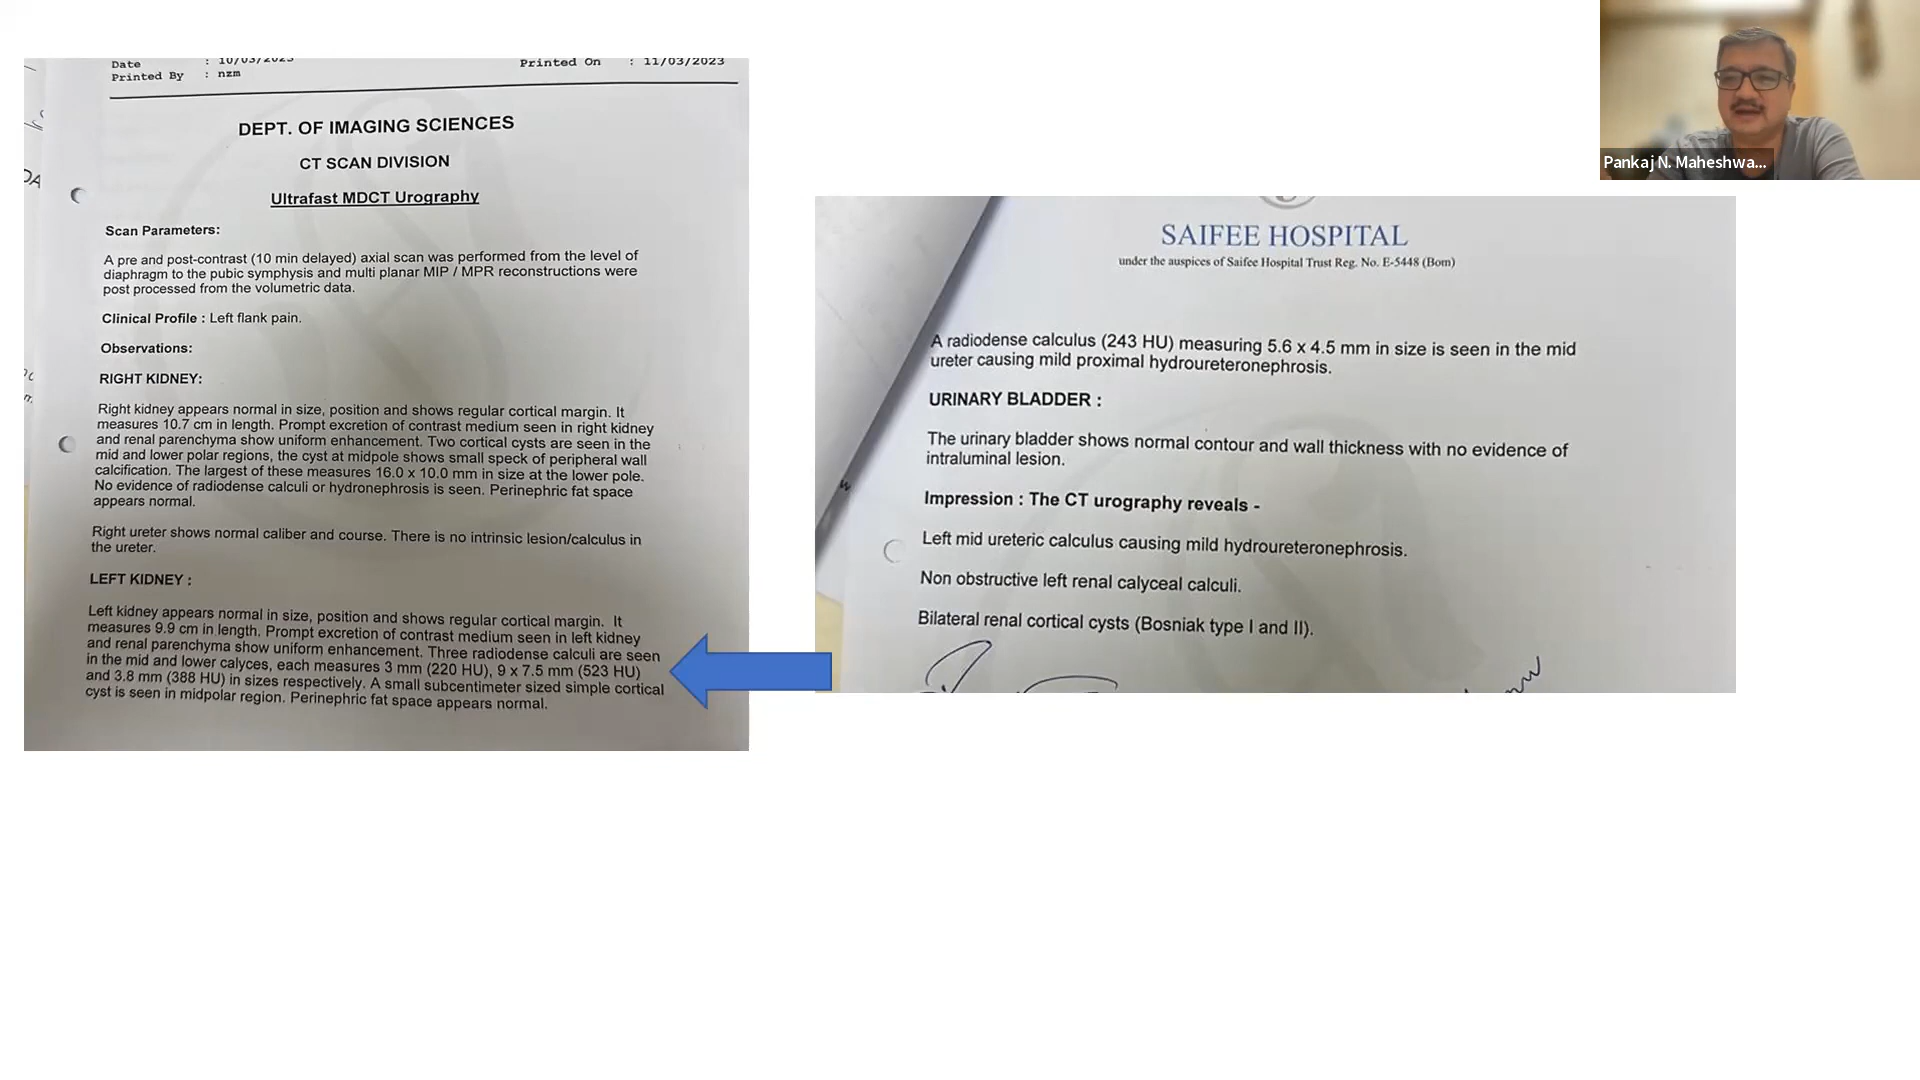 Date : 10/03/2023
Printed By : nzm
Printed On : 11/03/2023
DEPT. OF IMAGING SCIENCES
CT SCAN DIVISION
Ultrafast MDCT Urography
Scan Parameters:
A pre and post-contrast (10 min delayed) axial scan was performed from the level of
diaphragm to the pubic symphysis and multi planar MIP / MPR reconstructions were
post processed from the volumetric data.
Clinical Profile : Left flank pain.
Observations:
RIGHT KIDNEY:
Right kidney appears normal in size, position and shows regular cortical margin. It
measures 10.7 cm in length. Prompt excretion of contrast medium seen in right kidney
and renal parenchyma show uniform enhancement. Two cortical cysts are seen in the
mid and lower polar regions, the cyst at midpole shows small speck of peripheral wall
calcification. The largest of these measures 16.0 x 10.0 mm in size at the lower pole.
No evidence of radiodense calculi or hydronephrosis is seen. Perinephric fat space
appears normal.
Right ureter shows normal caliber and course. There is no intrinsic lesion/calculus in
the ureter.
LEFT KIDNEY :
Left kidney appears normal in size, position and shows regular cortical margin. It
measures 9.9 cm in length. Prompt excretion of contrast medium seen in left kidney
and renal parenchyma show uniform enhancement. Three radiodense calculi are seen
in the mid and lower calyces, each measures 3 mm (220 HU), 9 x 7.5 mm (523 HU)
and 3.8 mm (388 HU) in sizes respectively. A small subcentimeter sized simple cortical
cyst is seen in midpolar region. Perinephric fat space appears normal.
SAIFEE HOSPITAL
under the auspices of Saifee Hospital Trust Reg. No. E-5448 (Bom)
A radiodense calculus (243 HU) measuring 5.6 x 4.5 mm in size is seen in the mid
ureter causing mild proximal hydroureteronephrosis.
URINARY BLADDER :
The urinary bladder shows normal contour and wall thickness with no evidence of
intraluminal lesion.
Impression : The CT urography reveals -
Left mid ureteric calculus causing mild hydroureteronephrosis.
Non obstructive left renal calyceal calculi.
Bilateral renal cortical cysts (Bosniak type I and II).
Pankaj N. Maheshwa...